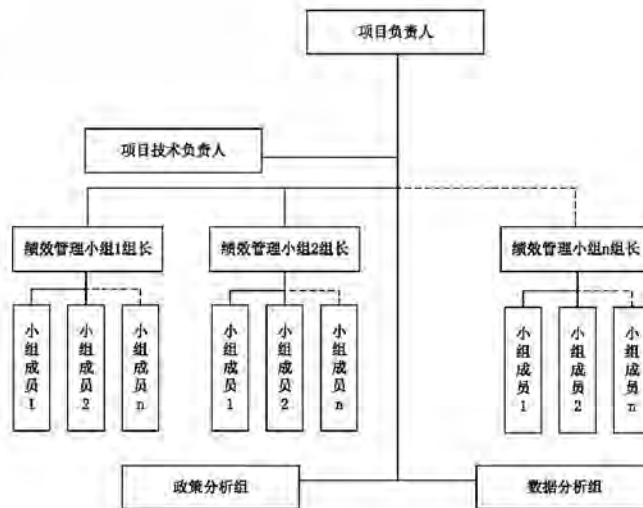 项目负责人
项目技术负责人
绩效管理小组1组长
绩效管理小组2组长
绩效管理小组n组长
小组成员1
小组成员2
小组成员n
小组成员1
小组成员2
小组成员n
小组成员1
小组成员2
小组成员n
政策分析组
数据分析组